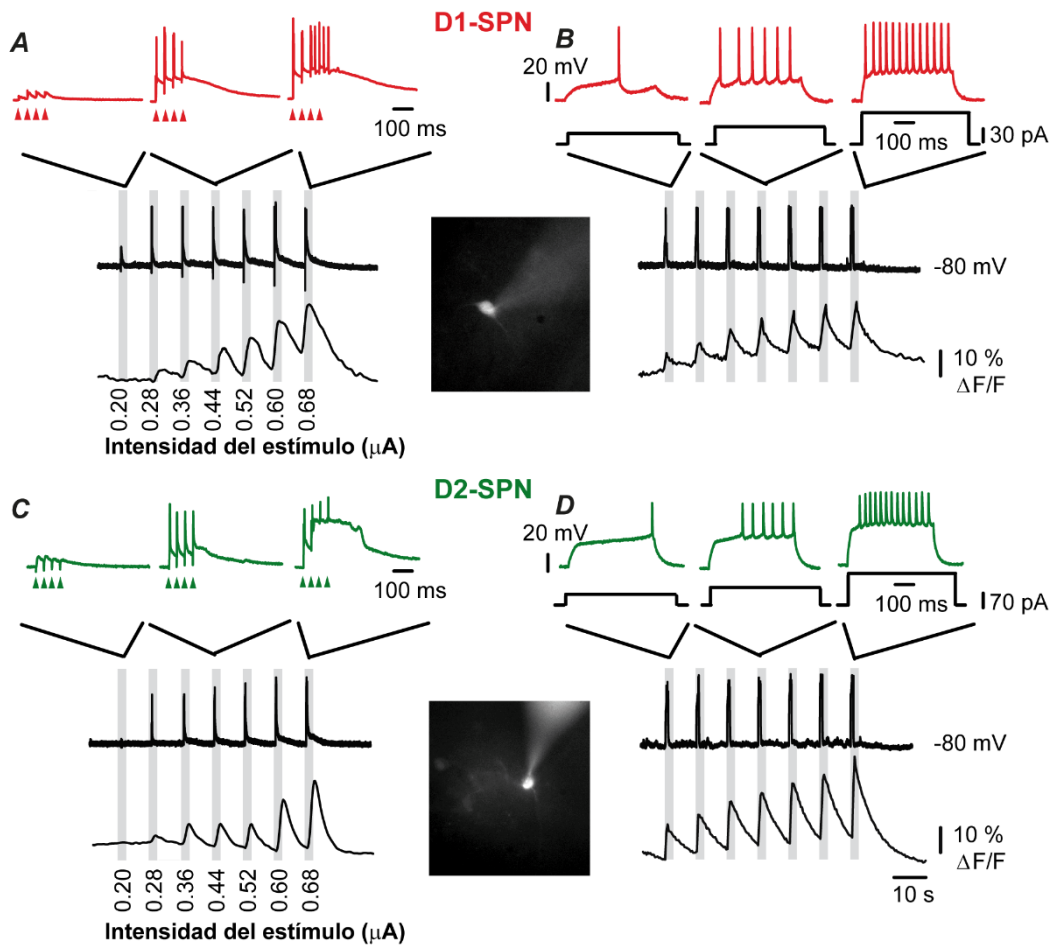 D1-SPN
A
100 ms
B
20 mV
100 ms
30 pA
-80 mV
10 %
ΔF/F
0.20 0.28 0.36 0.44 0.52 0.60 0.68
Intensidad del estímulo (μA)
D2-SPN
C
100 ms
D
20 mV
100 ms
70 pA
-80 mV
10 %
ΔF/F
10 s
0.20 0.28 0.36 0.44 0.52 0.60 0.68
Intensidad del estímulo (μA)